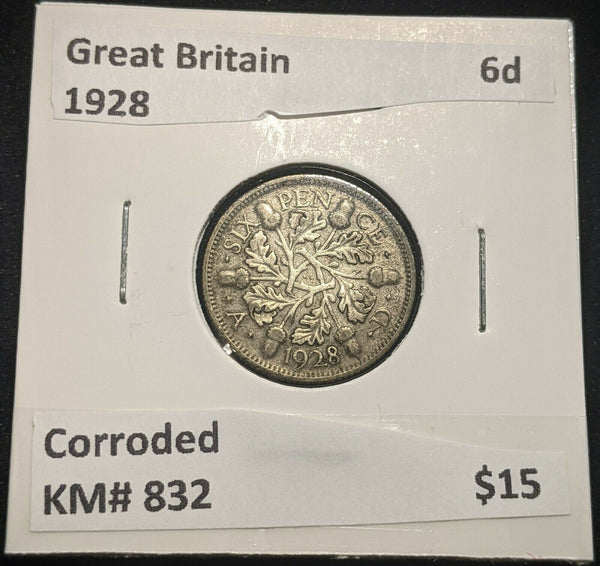 Great Britain 6d
1928
SIX PENCE
A D
1928
Corroded
KM# 832 $15